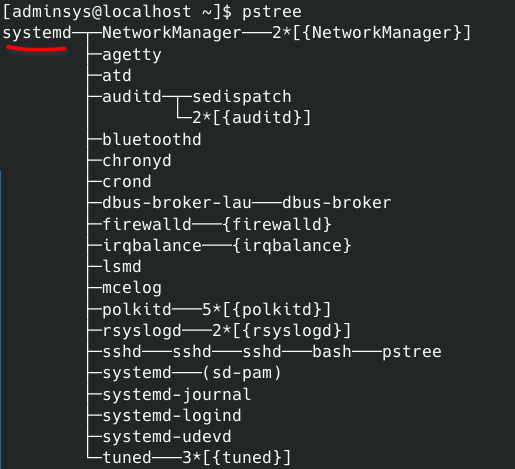 [adminsys@localhost ~]$ pstree
systemd─┬─NetworkManager───2*[{NetworkManager}]
        ├─agetty
        ├─atd
        ├─auditd─┬─sedispatch
        │        └─2*[{auditd}]
        ├─bluetoothd
        ├─chronyd
        ├─crond
        ├─dbus-broker-lau───dbus-broker
        ├─firewalld───{firewalld}
        ├─irqbalance───{irqbalance}
        ├─lsmd
        ├─mcelog
        ├─polkitd───5*[{polkitd}]
        ├─rsyslogd───2*[{rsyslogd}]
        ├─sshd───sshd───sshd───bash───pstree
        ├─systemd───(sd-pam)
        ├─systemd-journal
        ├─systemd-logind
        ├─systemd-udevd
        └─tuned───3*[{tuned}]